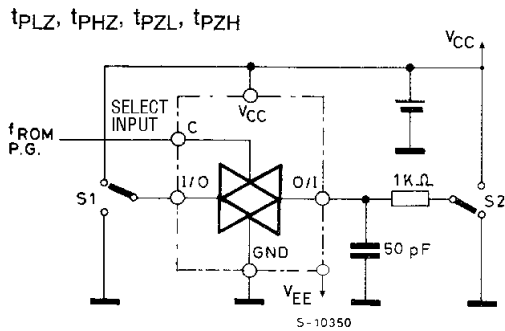 tPLZ, tPHZ, tPZL, tPZH
VCC
SELECT
INPUT
VCC
fROM
P.G.
C
I/O
O/I
1KΩ
S1
S2
GND
50 pF
VEE
S-10350